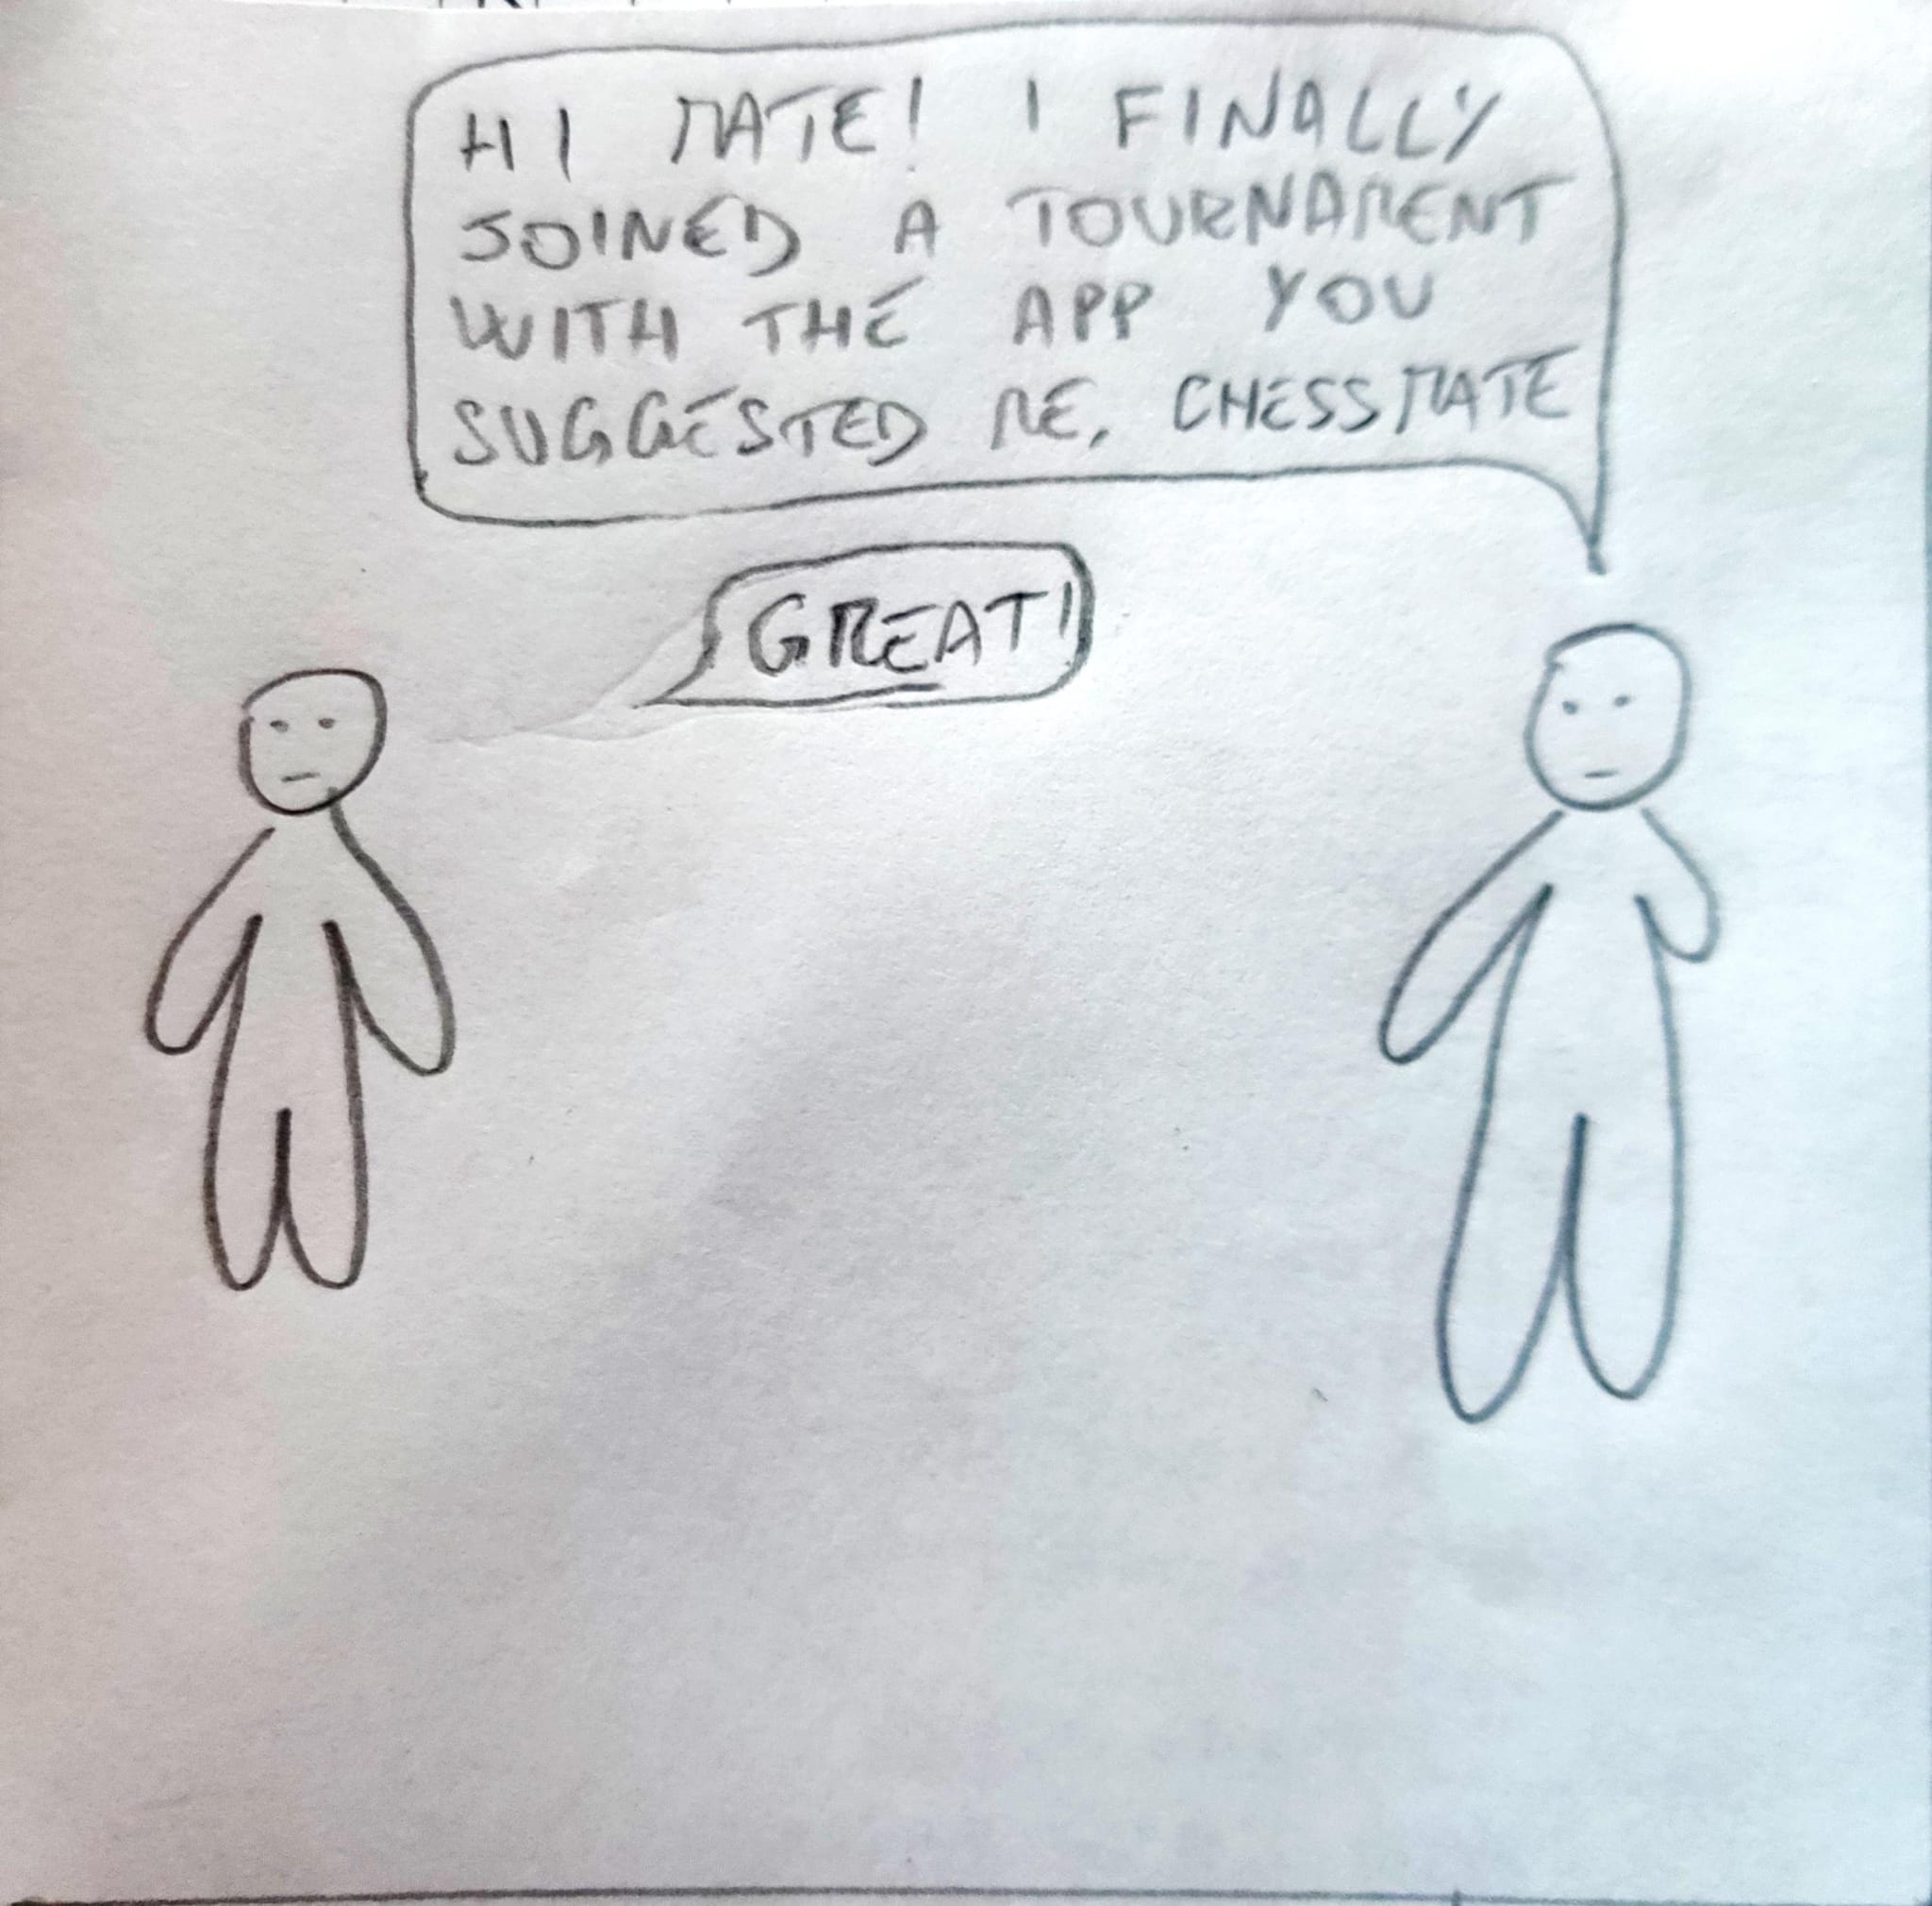 HI MATE! I FINALLY
JOINED A TOURNAMENT
WITH THE APP YOU
SUGGESTED ME, CHESSMATE
GREAT!